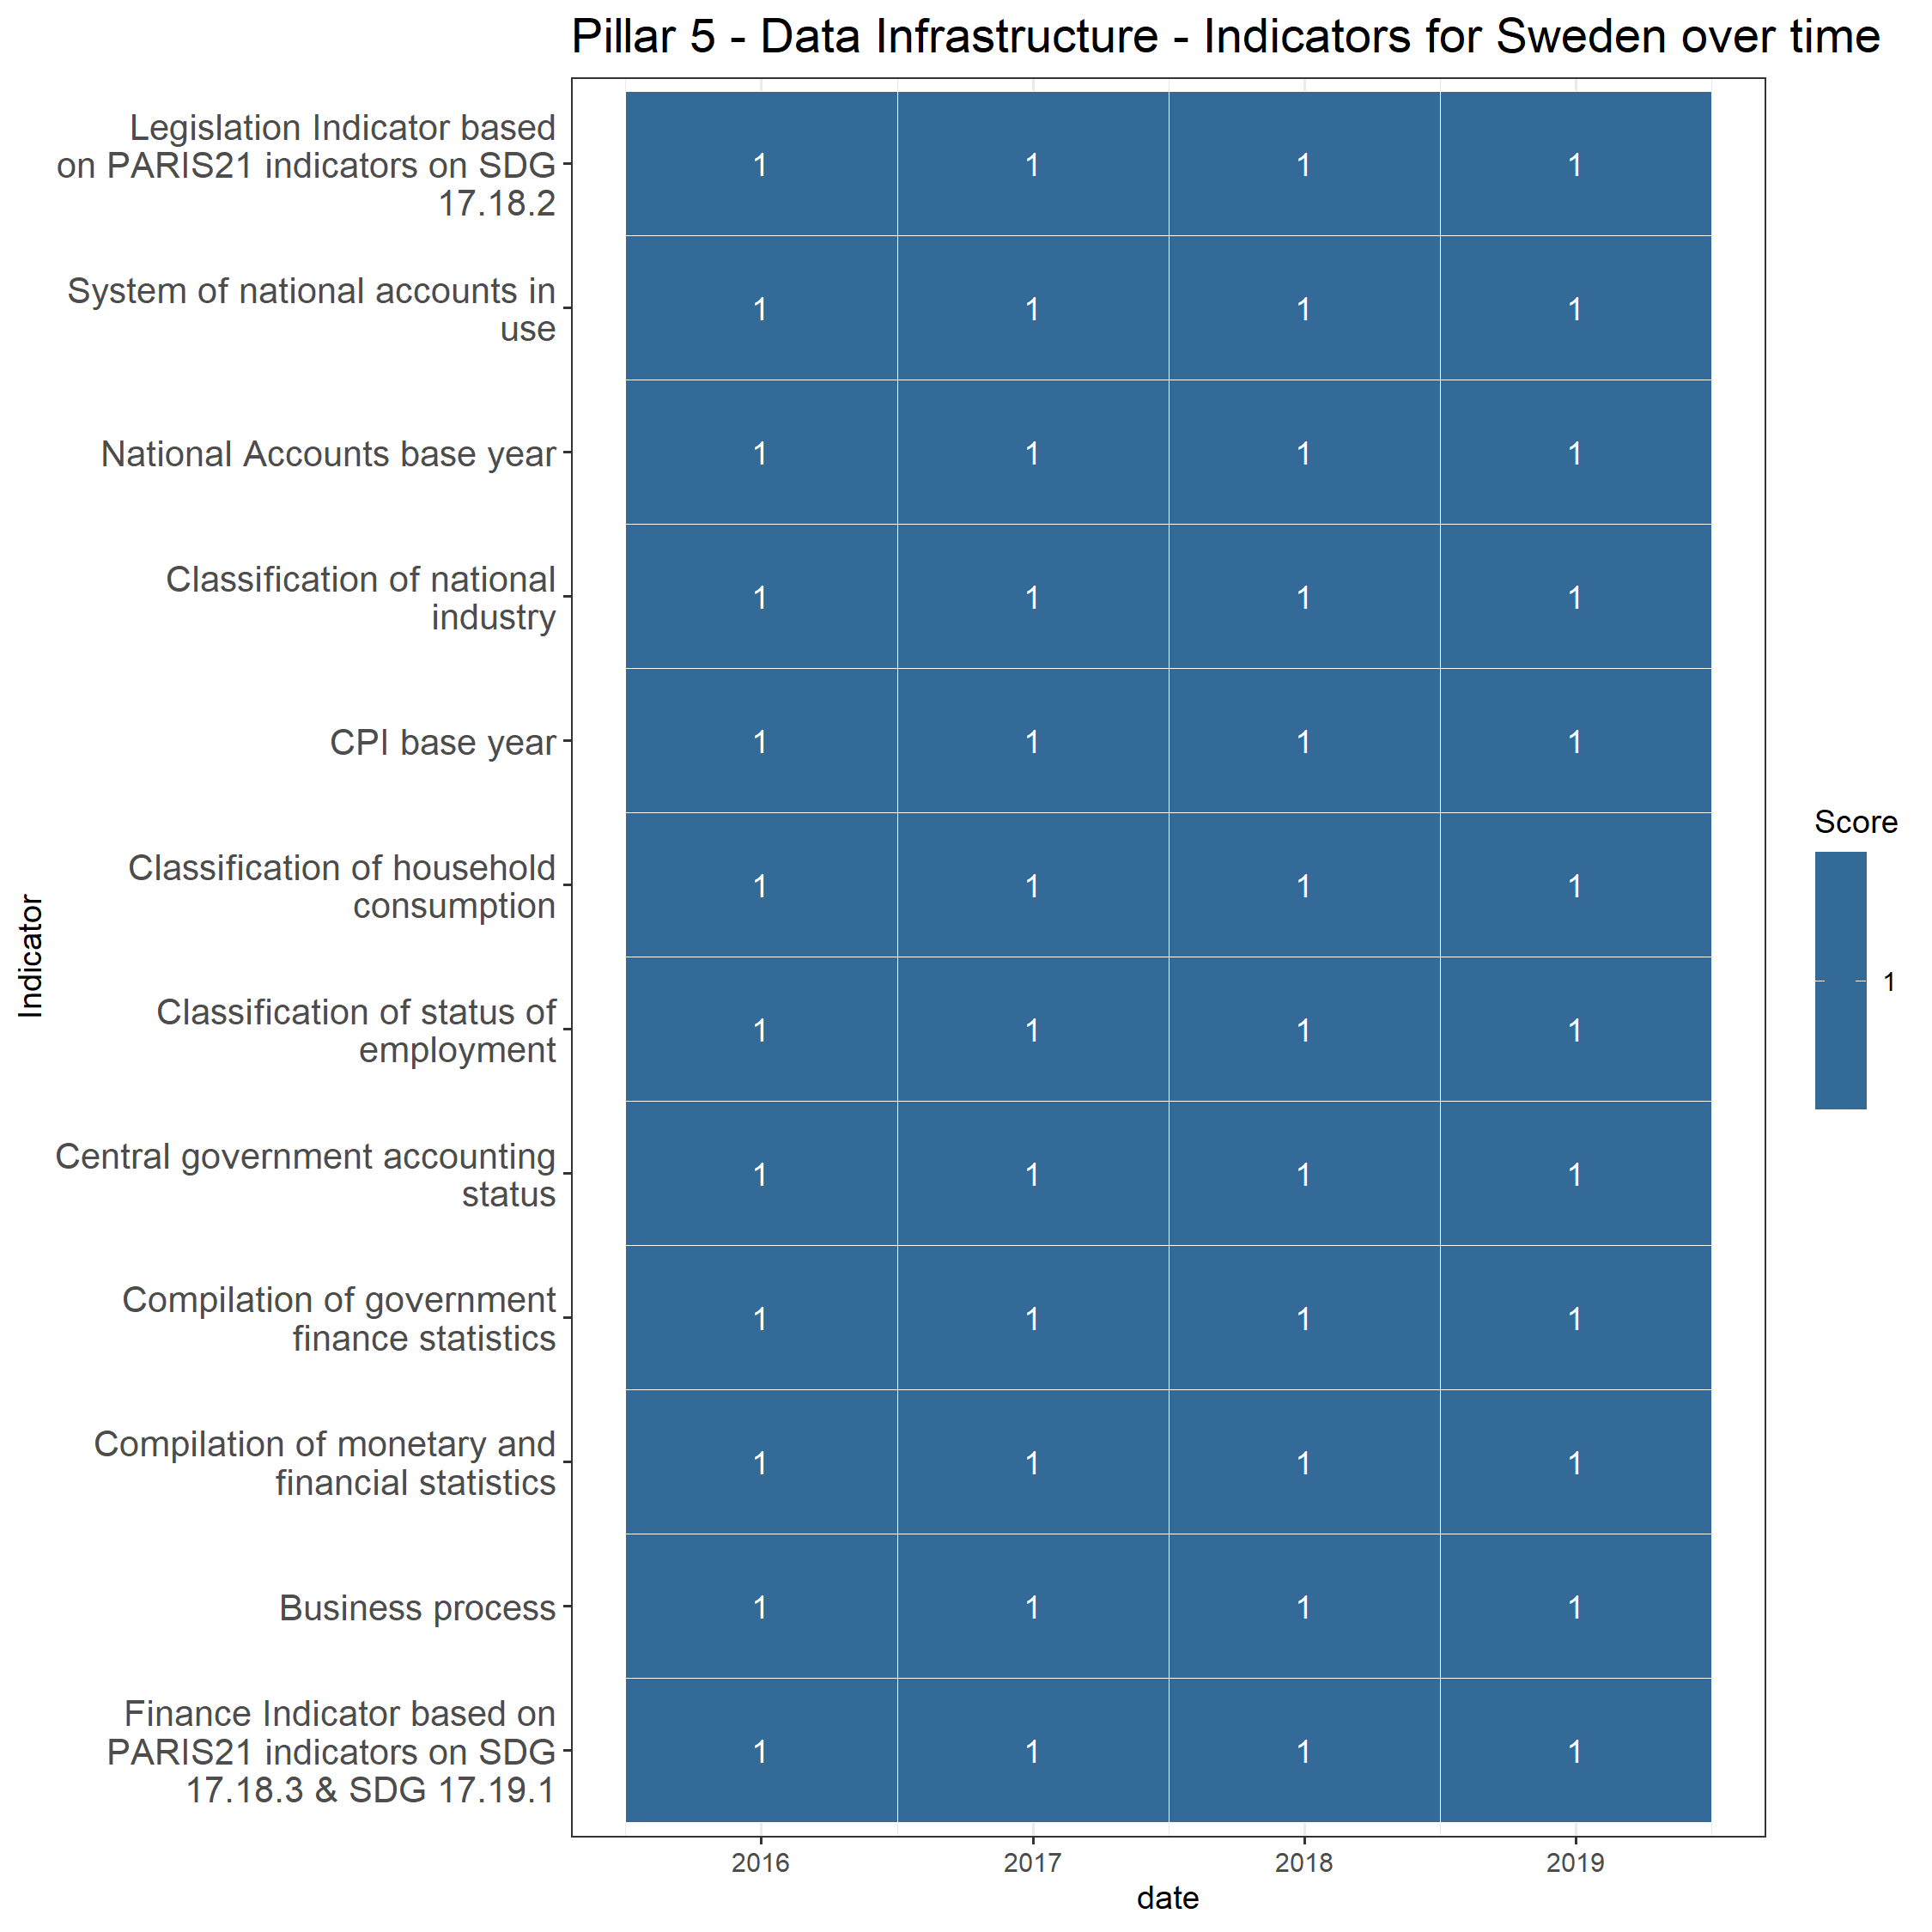 Pillar 5 - Data Infrastructure - Indicators for Sweden over time
Legislation Indicator based
on PARIS21 indicators on SDG
17.18.2
1 1 1 1
System of national accounts in
use
1 1 1 1
National Accounts base year
1 1 1 1
Classification of national
industry
1 1 1 1
CPI base year
1 1 1 1
Classification of household
consumption
1 1 1 1
Classification of status of
employment
1 1 1 1
Central government accounting
status
1 1 1 1
Compilation of government
finance statistics
1 1 1 1
Compilation of monetary and
financial statistics
1 1 1 1
Business process
1 1 1 1
Finance Indicator based on
PARIS21 indicators on SDG
17.18.3 & SDG 17.19.1
1 1 1 1
2016 2017 2018 2019
date
Indicator
Score
1